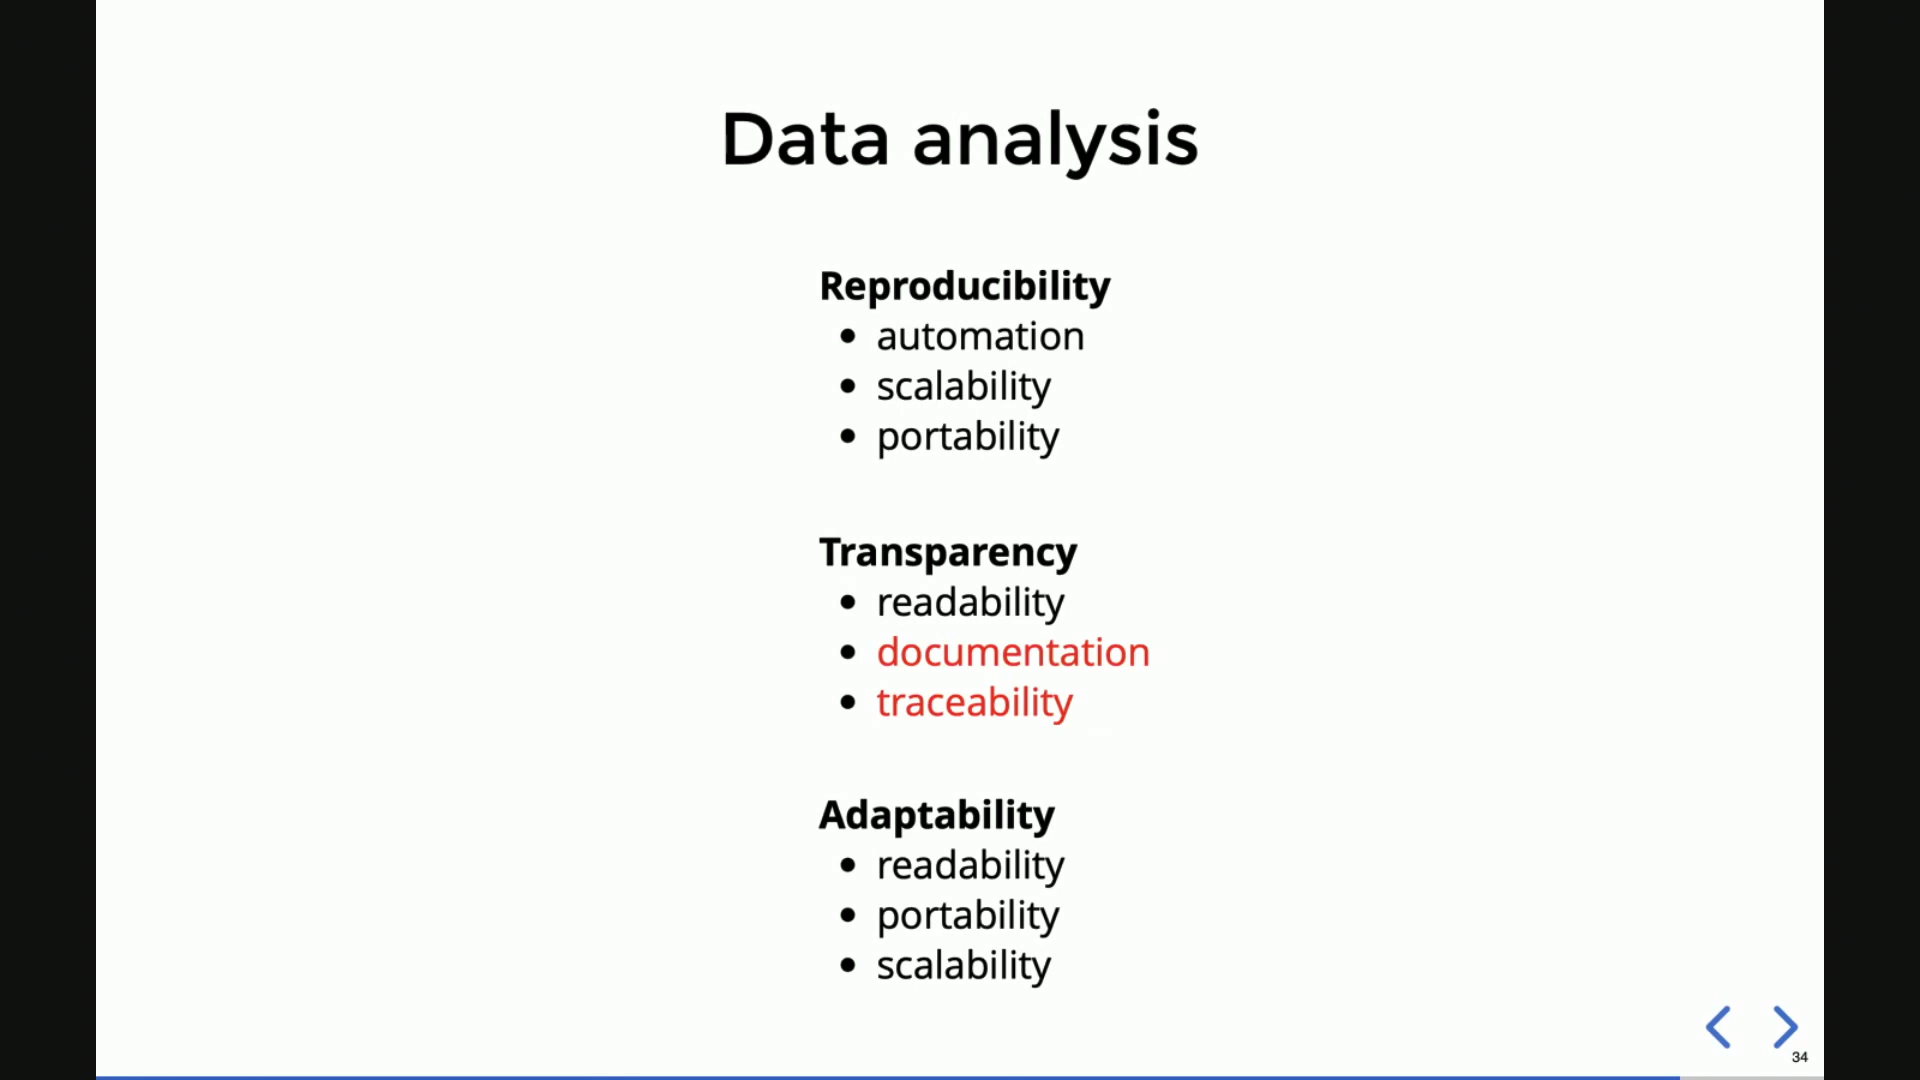 Data analysis
Reproducibility
• automation
• scalability
• portability
Transparency
• readability
• documentation
• traceability
Adaptability
• readability
• portability
• scalability
34